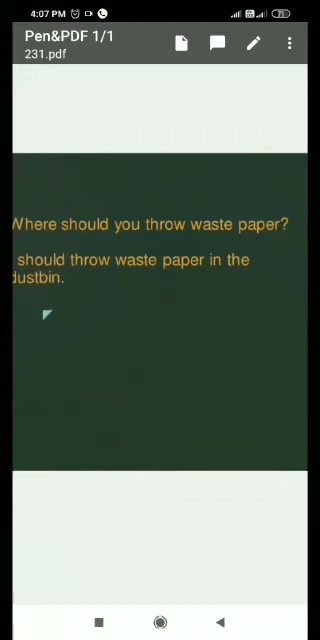 4:07 PM
71
Pen&PDF 1/1
231.pdf
Where should you throw waste paper?
should throw waste paper in the
dustbin.